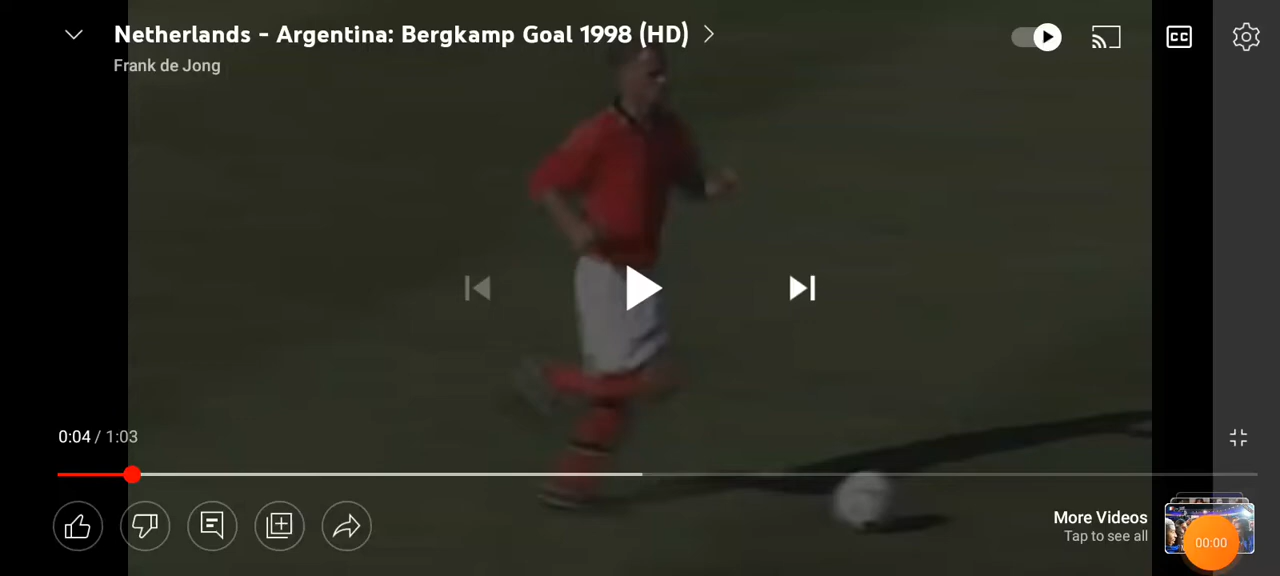 Netherlands - Argentina: Bergkamp Goal 1998 (HD)
Frank de Jong
CC
0:04 / 1:03
More Videos
Tap to see all
00:00